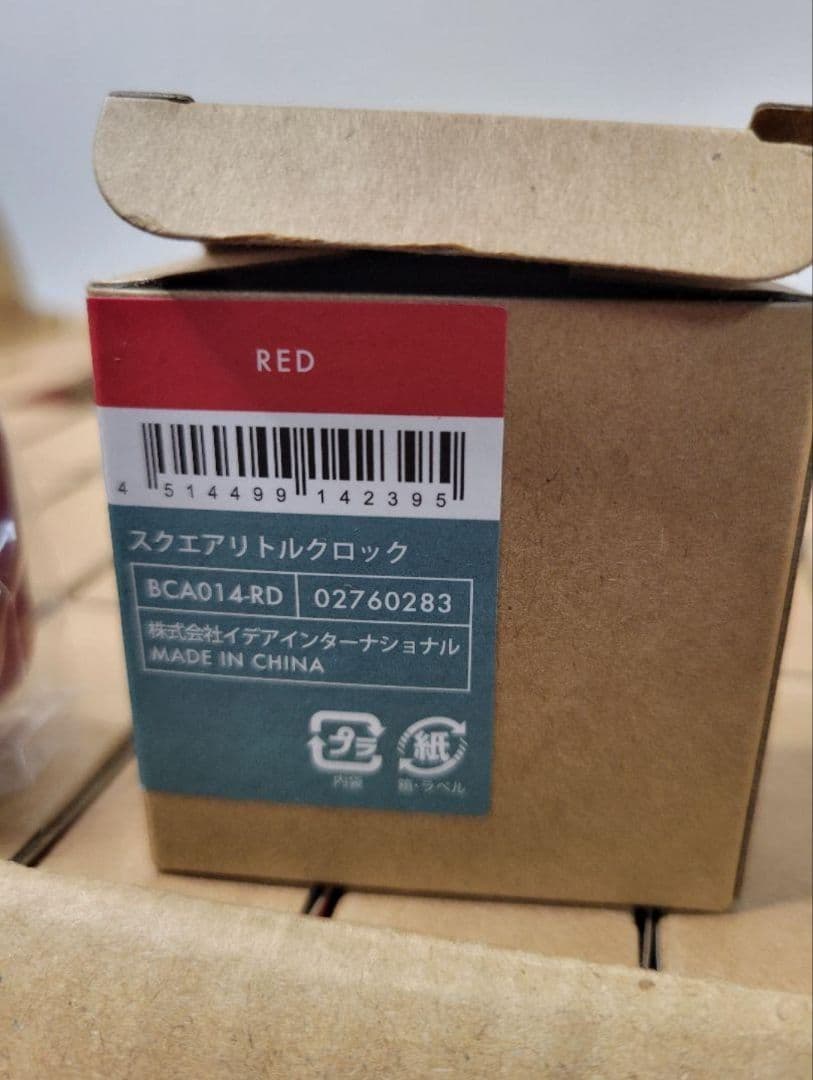 RED
4 514499 142395
スクエアリトルクロック
BCA014-RD 02760283
株式会社イデアインターナショナル
MADE IN CHINA
プラ 紙
内袋 箱・ラベル